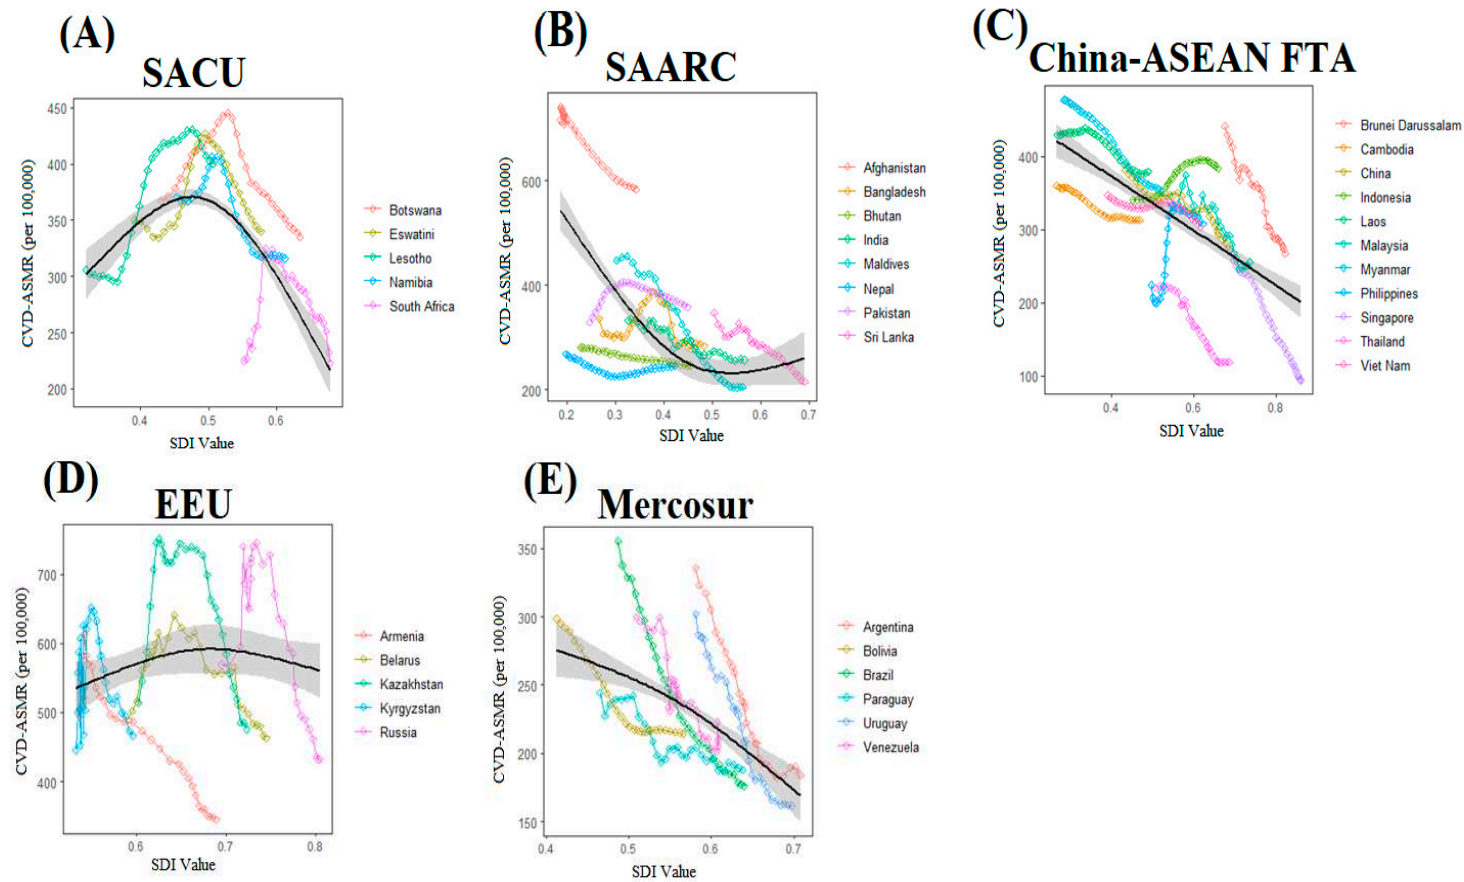 (A)
SACU
CVD-ASMR (per 100,000)
450
400
350
300
250
200
0.4 0.5 0.6
SDI Value
Botswana
Eswatini
Lesotho
Namibia
South Africa
(B)
SAARC
CVD-ASMR (per 100,000)
600
400
200
0.2 0.3 0.4 0.5 0.6 0.7
SDI Value
Afghanistan
Bangladesh
Bhutan
India
Maldives
Nepal
Pakistan
Sri Lanka
(C)
China-ASEAN FTA
CVD-ASMR (per 100,000)
400
300
200
100
0.4 0.6 0.8
SDI Value
Brunei Darussalam
Cambodia
China
Indonesia
Laos
Malaysia
Myanmar
Philippines
Singapore
Thailand
Viet Nam
(D)
EEU
CVD-ASMR (per 100,000)
700
600
500
400
0.6 0.7 0.8
SDI Value
Armenia
Belarus
Kazakhstan
Kyrgyzstan
Russia
(E)
Mercosur
CVD-ASMR (per 100,000)
350
300
250
200
150
0.4 0.5 0.6 0.7
SDI Value
Argentina
Bolivia
Brazil
Paraguay
Uruguay
Venezuela